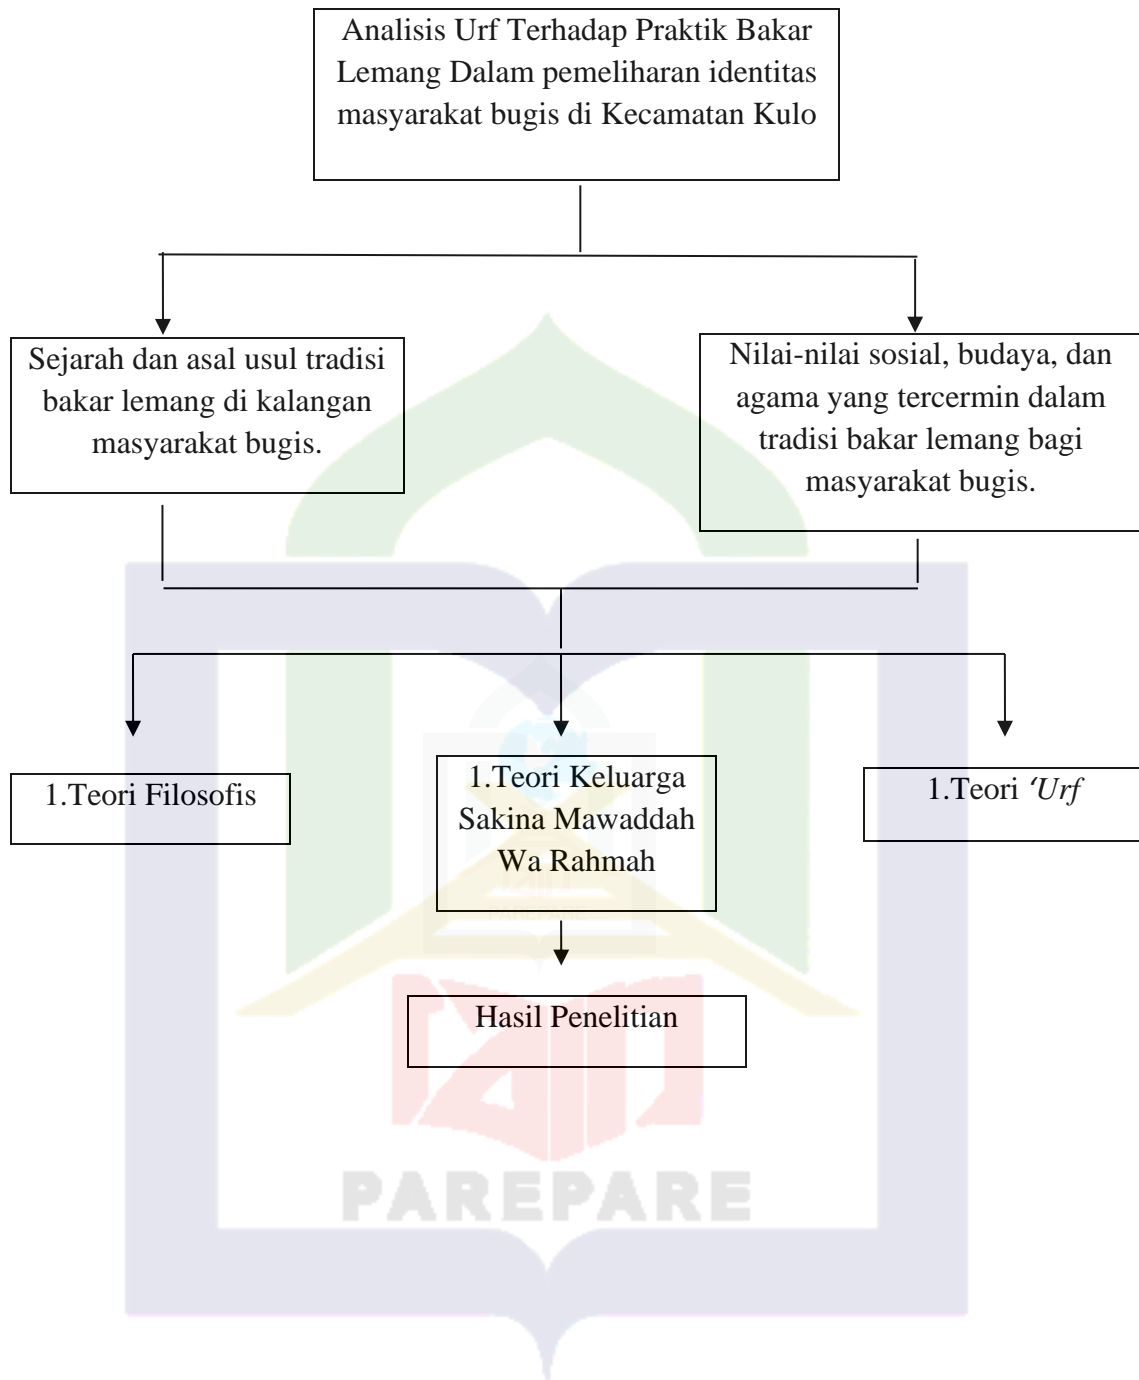 Analisis Urf Terhadap Praktik Bakar
Lemang Dalam pemeliharan identitas
masyarakat bugis di Kecamatan Kulo
Sejarah dan asal usul tradisi
bakar lemang di kalangan
masyarakat bugis.
Nilai-nilai sosial, budaya, dan
agama yang tercermin dalam
tradisi bakar lemang bagi
masyarakat bugis.
1.Teori Filosofis
1.Teori Keluarga
Sakina Mawaddah
Wa Rahmah
1.Teori ‘Urf
Hasil Penelitian
PAREPARE
PAREPARE